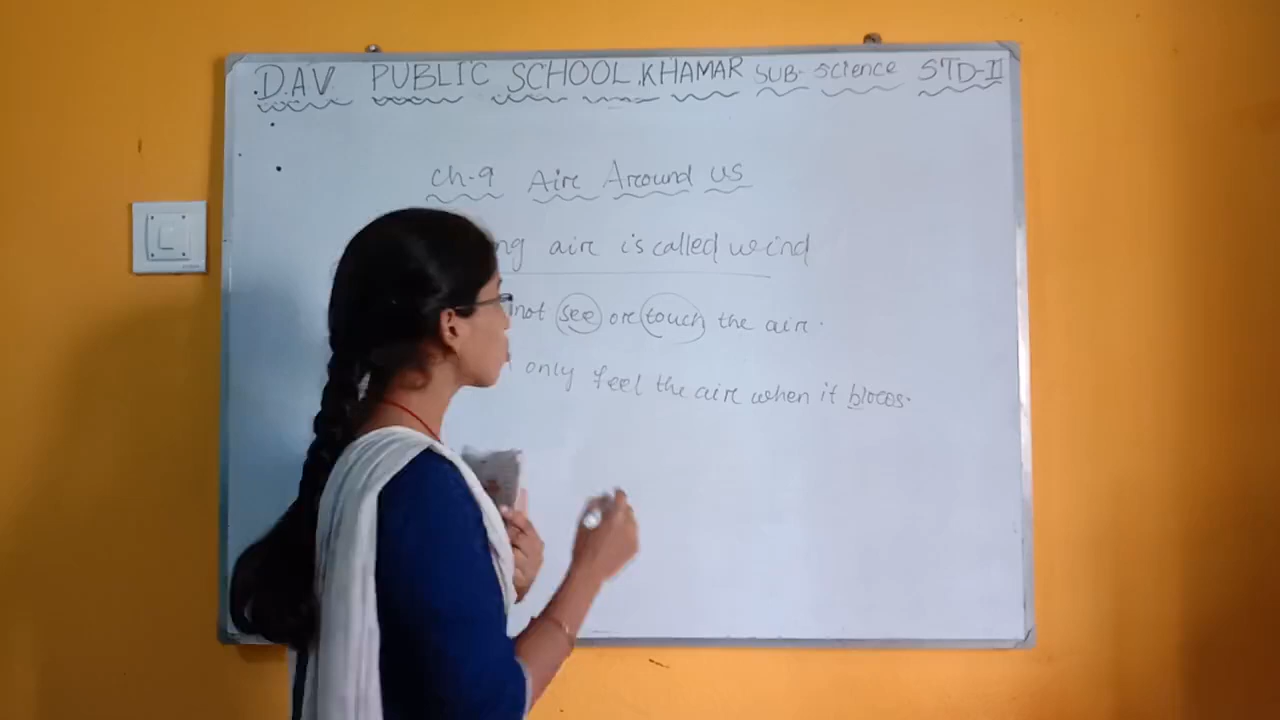 D.A.V PUBLIC SCHOOL, KHAMAR SUB- Science STD-II
Ch-9 Air Around us
ng air is called wind
not see or touch the air.
only feel the air when it blows.